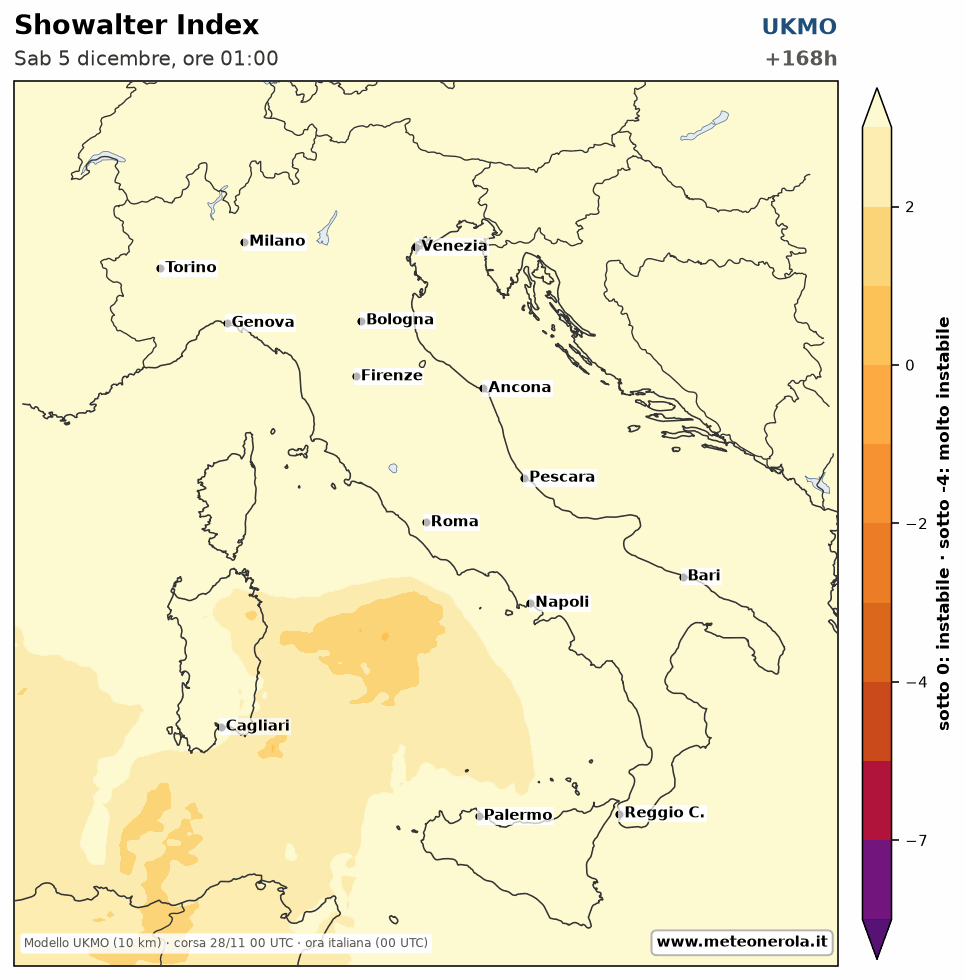 Showalter Index
UKMO
Sab 5 dicembre, ore 01:00
+168h
Milano
Venezia
Torino
Genova
Bologna
Firenze
Ancona
Pescara
Roma
Bari
Napoli
Cagliari
Palermo
Reggio C.
2
0
−2
−4
−7
sotto 0: instabile · sotto -4: molto instabile
Modello UKMO (10 km) · corsa 28/11 00 UTC · ora italiana (00 UTC)
www.meteonerola.it